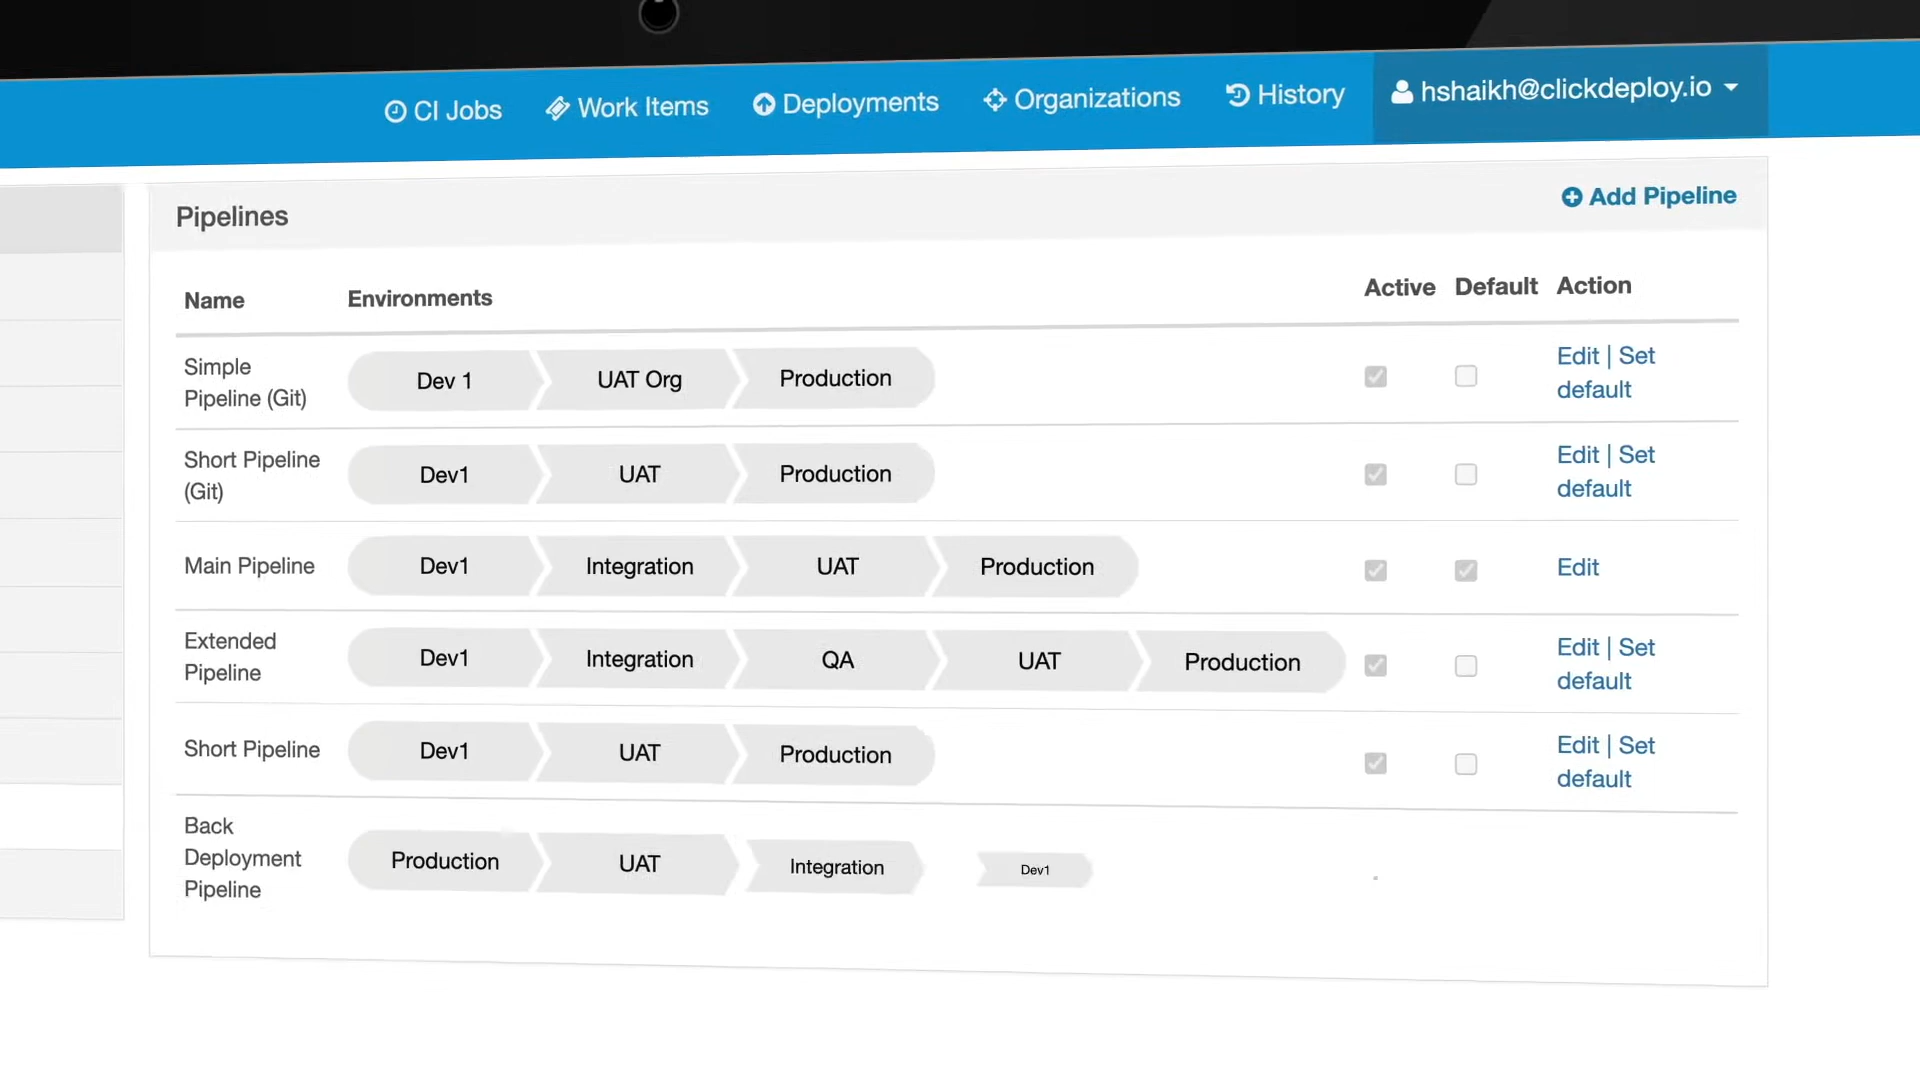 CI Jobs Work Items Deployments Organizations History hshaikh@clickdeploy.io
Pipelines Add Pipeline
Name Environments Active Default Action
Simple
Pipeline (Git)
Dev 1 UAT Org Production
Edit | Set
default
Short Pipeline
(Git)
Dev1 UAT Production
Edit | Set
default
Main Pipeline Dev1 Integration UAT Production Edit
Extended
Pipeline
Dev1 Integration QA UAT Production
Edit | Set
default
Short Pipeline Dev1 UAT Production
Edit | Set
default
Back
Deployment
Pipeline
Production UAT Integration Dev1